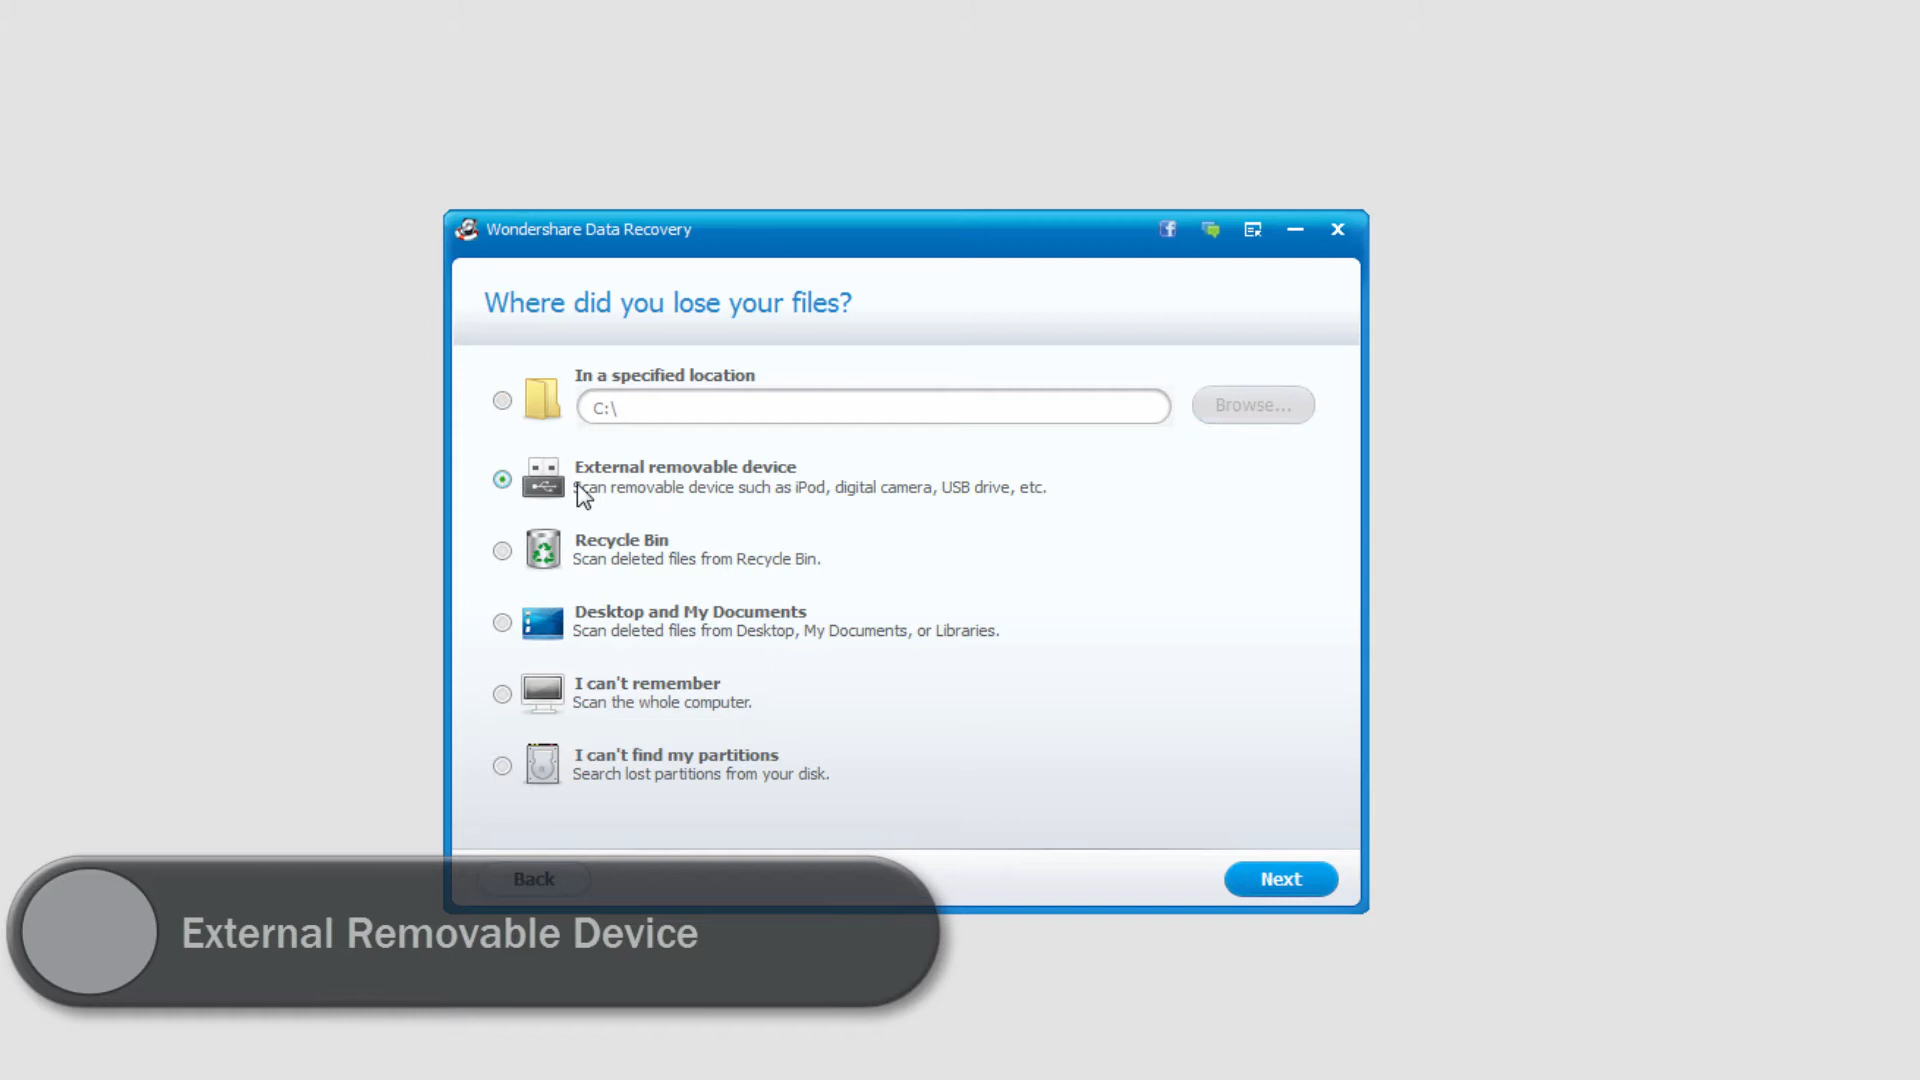 Wondershare Data Recovery
Where did you lose your files?
In a specified location
C:\
Browse...
External removable device
Scan removable device such as iPod, digital camera, USB drive, etc.
Recycle Bin
Scan deleted files from Recycle Bin.
Desktop and My Documents
Scan deleted files from Desktop, My Documents, or Libraries.
I can't remember
Scan the whole computer.
I can't find my partitions
Search lost partitions from your disk.
Back
Next
External Removable Device